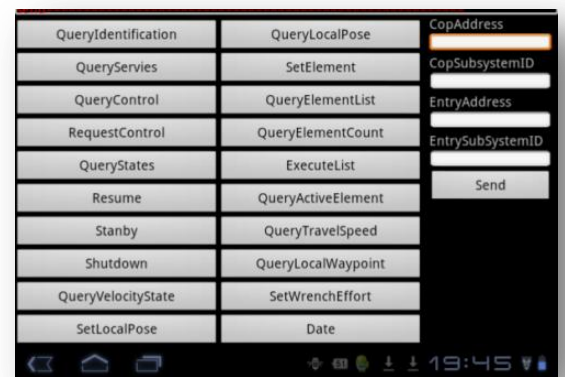 QueryIdentification
QueryServies
QueryControl
RequestControl
QueryStates
Resume
Stanby
Shutdown
QueryVelocityState
SetLocalPose
QueryLocalPose
SetElement
QueryElementList
QueryElementCount
ExecuteList
QueryActiveElement
QueryTravelSpeed
QueryLocalWaypoint
SetWrenchEffort
Date
CopAddress
CopSubsystemID
EntryAddress
EntrySubSystemID
Send
51
19:45